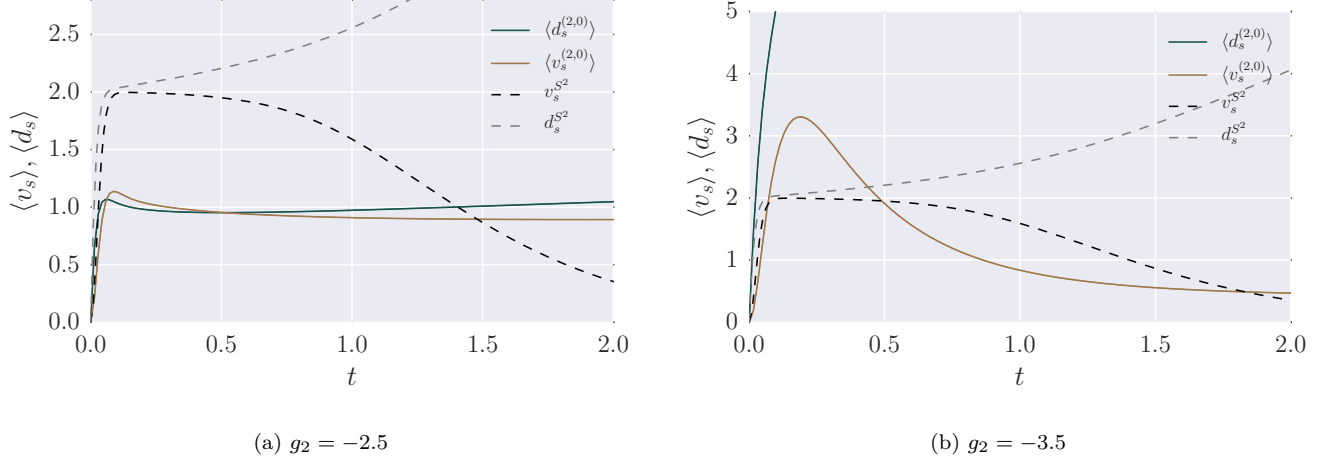 ⟨v_s⟩, ⟨d_s⟩
2.5
2.0
1.5
1.0
0.5
0.0
0.0 0.5 1.0 1.5 2.0
t
⟨d_s^{(2,0)}⟩
⟨v_s^{(2,0)}⟩
v_s^{S^2}
d_s^{S^2}
(a) g_2 = −2.5
⟨v_s⟩, ⟨d_s⟩
5
4
3
2
1
0
0.0 0.5 1.0 1.5 2.0
t
⟨d_s^{(2,0)}⟩
⟨v_s^{(2,0)}⟩
v_s^{S^2}
d_s^{S^2}
(b) g_2 = −3.5